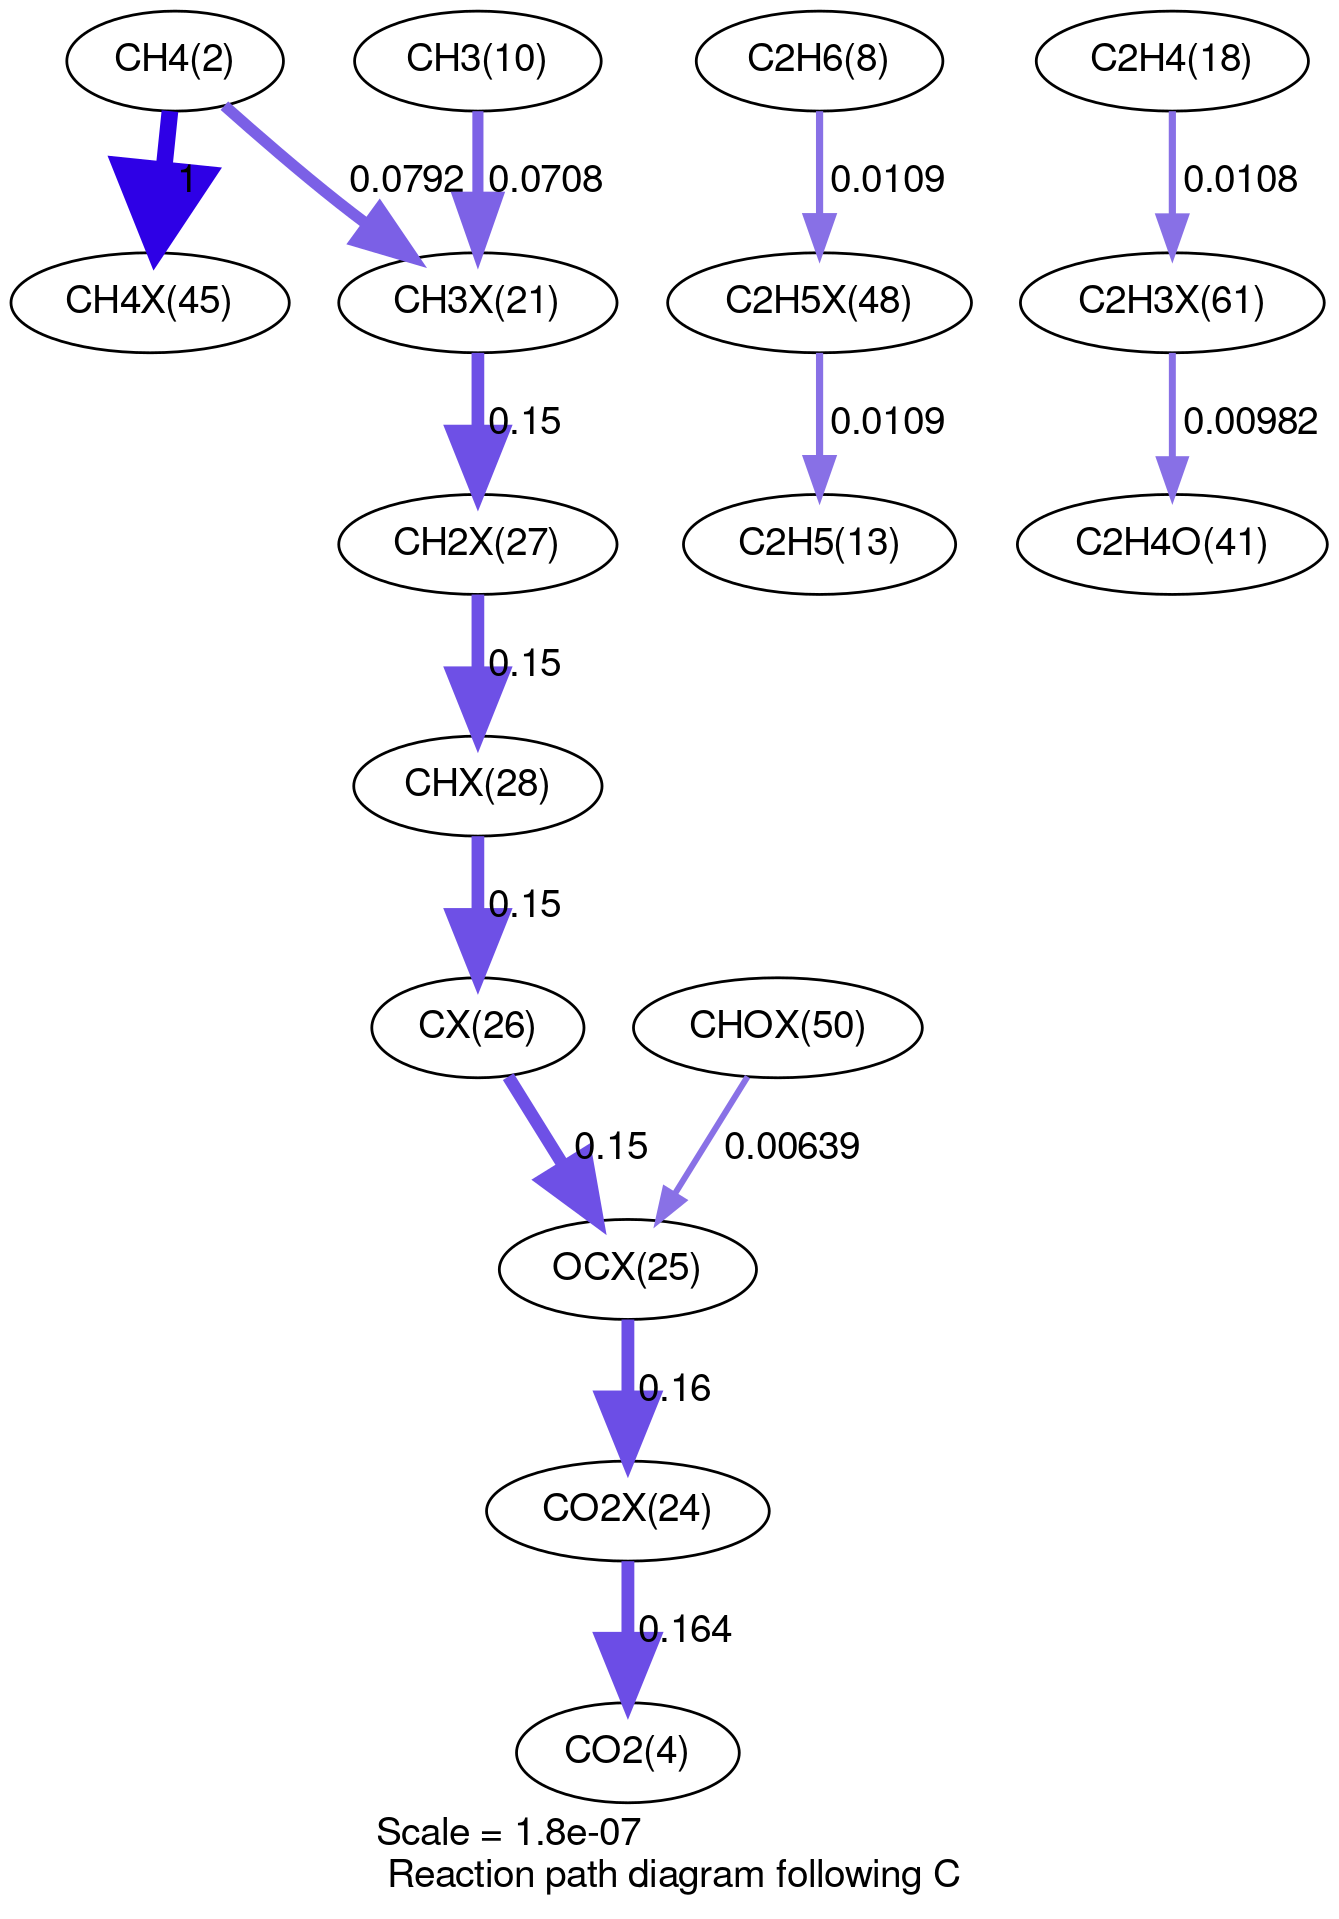 CH4(2)
CH3(10)
C2H6(8)
C2H4(18)
1
0.0792
0.0708
0.0109
0.0108
CH4X(45)
CH3X(21)
C2H5X(48)
C2H3X(61)
0.15
0.0109
0.00982
CH2X(27)
C2H5(13)
C2H4O(41)
0.15
CHX(28)
0.15
CX(26)
CHOX(50)
0.15
0.00639
OCX(25)
0.16
CO2X(24)
0.164
CO2(4)
Scale = 1.8e-07
Reaction path diagram following C